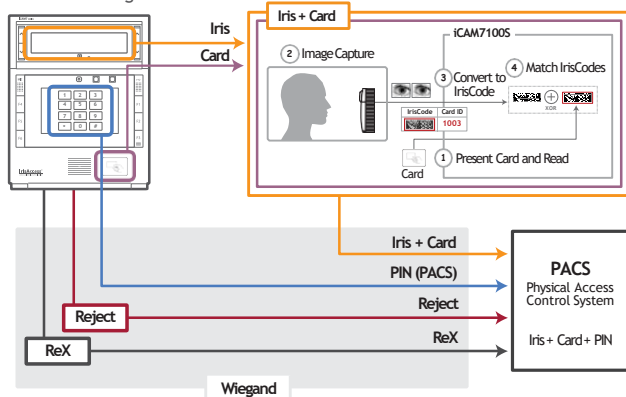 Iris + Card
Iris
Card
iCAM7100S
2 Image Capture
3 Convert to
IrisCode
4 Match IrisCodes
IrisCode
Card ID
1003
XOR
Card
1 Present Card and Read
1 2 3
4 5 6
7 8 9
* 0 #
IrisAccess
Iris + Card
PIN (PACS)
Reject
ReX
Reject
ReX
PACS
Physical Access
Control System
Iris + Card + PIN
Wiegand